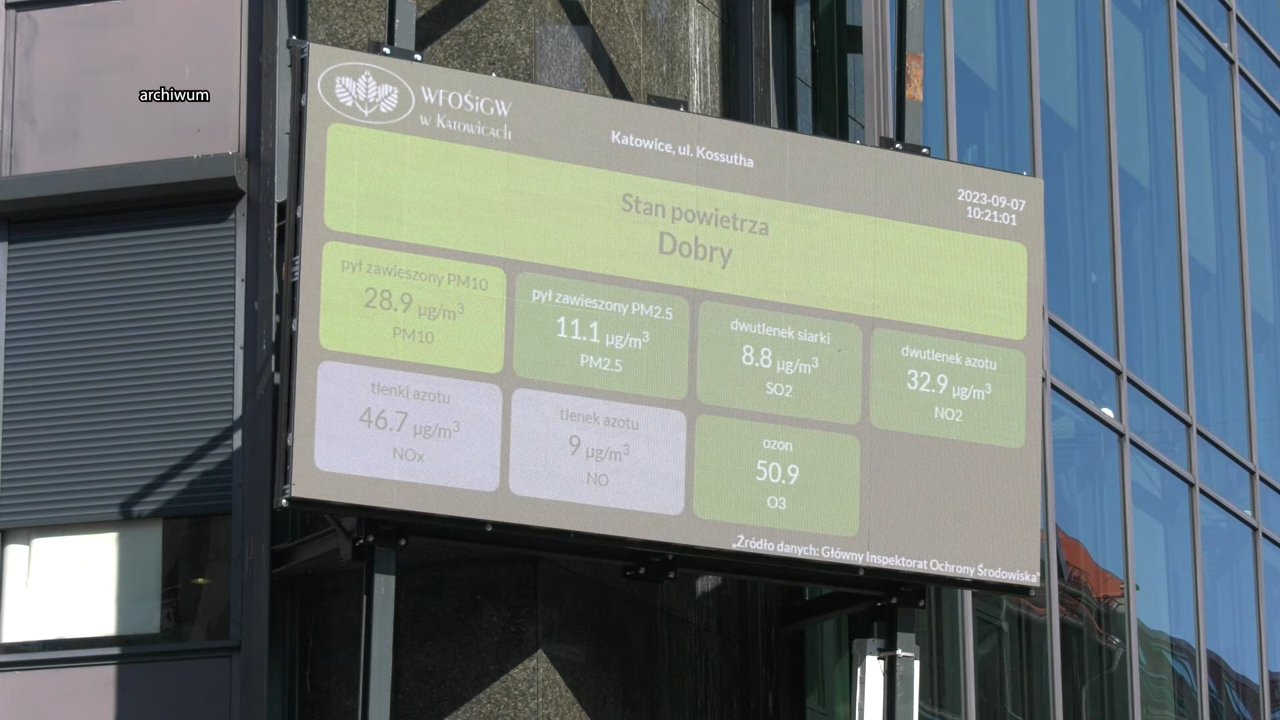 archiwum
WFOŚiGW
w Katowicach
Katowice, ul. Kossutha
2023-09-07
10:21:01
Stan powietrza
Dobry
pył zawieszony PM10
28.9 µg/m³
PM10
pył zawieszony PM2.5
11.1 µg/m³
PM2.5
dwutlenek siarki
8.8 µg/m³
SO2
dwutlenek azotu
32.9 µg/m³
NO2
tlenki azotu
46.7 µg/m³
NOx
tlenek azotu
9 µg/m³
NO
ozon
50.9
O3
„Źródło danych: Główny Inspektorat Ochrony Środowiska"